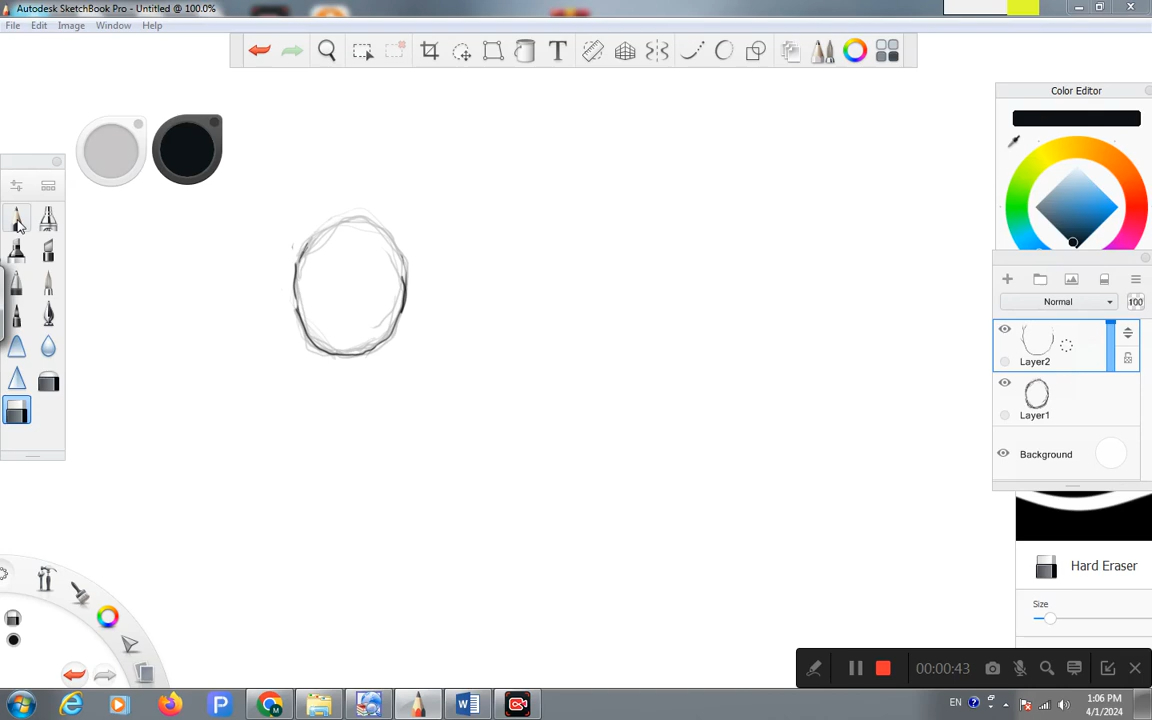 Autodesk SketchBook Pro - Untitled @ 100.0%
File Edit Image Window Help
T
Color Editor
Normal 100
Layer2
Layer1
Background
Hard Eraser
Size
00:00:43
P
W
EN
1:06 PM
4/1/2024